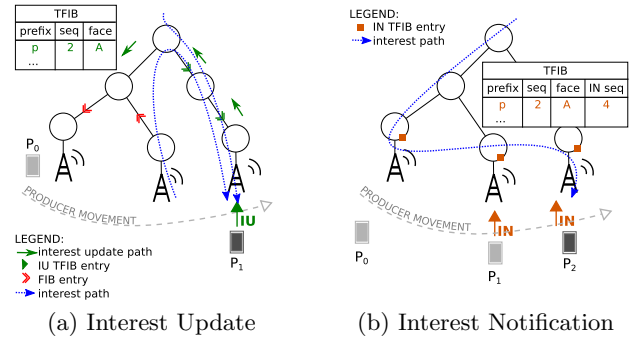 TFIB
prefix seq face
p 2 A
...
P0
PRODUCER MOVEMENT
IU
P1
LEGEND:
interest update path
IU TFIB entry
FIB entry
interest path
(a) Interest Update
LEGEND:
IN TFIB entry
interest path
TFIB
prefix seq face IN seq
p 2 A 4
...
PRODUCER MOVEMENT
IN
IN
P0
P1
P2
(b) Interest Notification